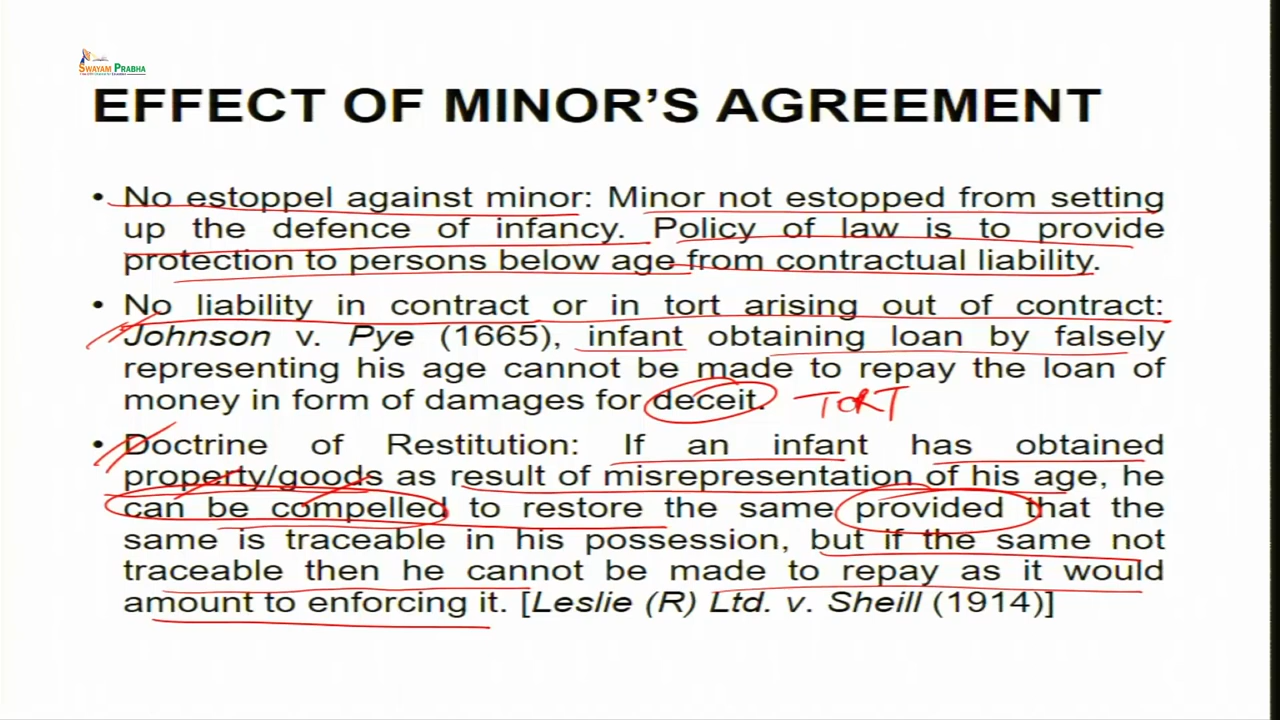 SWAYAM PRABHA
EFFECT OF MINOR'S AGREEMENT
• No estoppel against minor: Minor not estopped from setting
up the defence of infancy. Policy of law is to provide
protection to persons below age from contractual liability.
• No liability in contract or in tort arising out of contract:
Johnson v. Pye (1665), infant obtaining loan by falsely
representing his age cannot be made to repay the loan of
money in form of damages for deceit. TORT
• Doctrine of Restitution: If an infant has obtained
property/goods as result of misrepresentation of his age, he
can be compelled to restore the same provided that the
same is traceable in his possession, but if the same not
traceable then he cannot be made to repay as it would
amount to enforcing it. [Leslie (R) Ltd. v. Sheill (1914)]